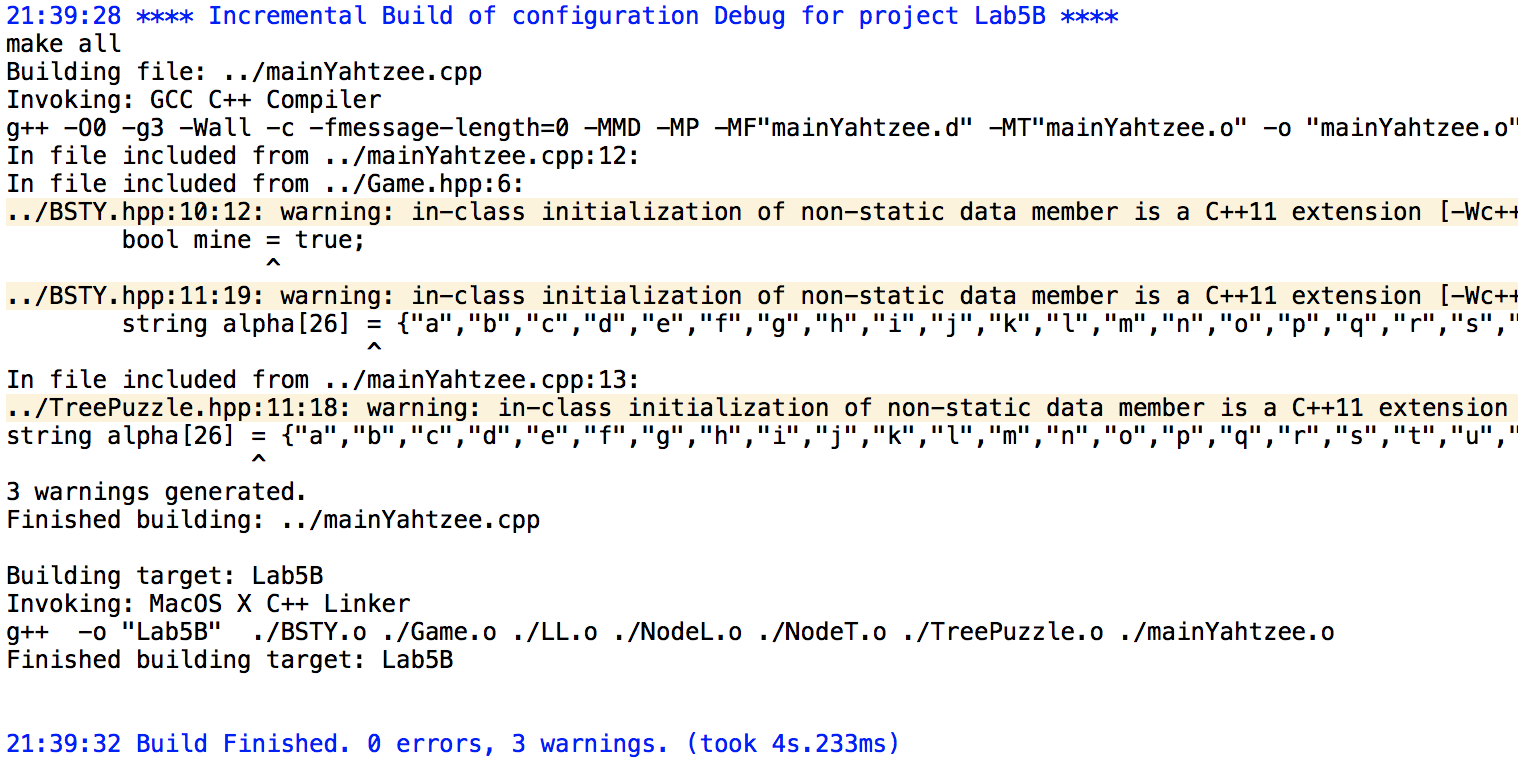 21:39:28 **** Incremental Build of configuration Debug for project Lab5B ****
make all
Building file: ../mainYahtzee.cpp
Invoking: GCC C++ Compiler
g++ -O0 -g3 -Wall -c -fmessage-length=0 -MMD -MP -MF"mainYahtzee.d" -MT"mainYahtzee.o" -o "mainYahtzee.o"
In file included from ../mainYahtzee.cpp:12:
In file included from ../Game.hpp:6:
../BSTY.hpp:10:12: warning: in-class initialization of non-static data member is a C++11 extension [-Wc++
        bool mine = true;
                  ^
../BSTY.hpp:11:19: warning: in-class initialization of non-static data member is a C++11 extension [-Wc++
        string alpha[26] = {"a","b","c","d","e","f","g","h","i","j","k","l","m","n","o","p","q","r","s","
                         ^
In file included from ../mainYahtzee.cpp:13:
../TreePuzzle.hpp:11:18: warning: in-class initialization of non-static data member is a C++11 extension
string alpha[26] = {"a","b","c","d","e","f","g","h","i","j","k","l","m","n","o","p","q","r","s","t","u","
                 ^
3 warnings generated.
Finished building: ../mainYahtzee.cpp

Building target: Lab5B
Invoking: MacOS X C++ Linker
g++  -o "Lab5B"  ./BSTY.o ./Game.o ./LL.o ./NodeL.o ./NodeT.o ./TreePuzzle.o ./mainYahtzee.o
Finished building target: Lab5B

21:39:32 Build Finished. 0 errors, 3 warnings. (took 4s.233ms)